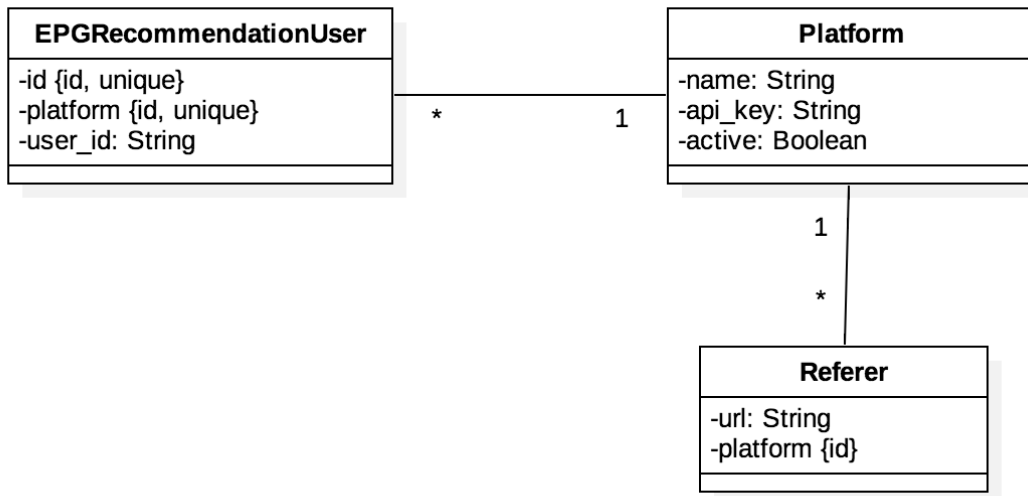 EPGRecommendationUser
-id {id, unique}
-platform {id, unique}
-user_id: String
* 1
Platform
-name: String
-api_key: String
-active: Boolean
1
*
Referer
-url: String
-platform {id}